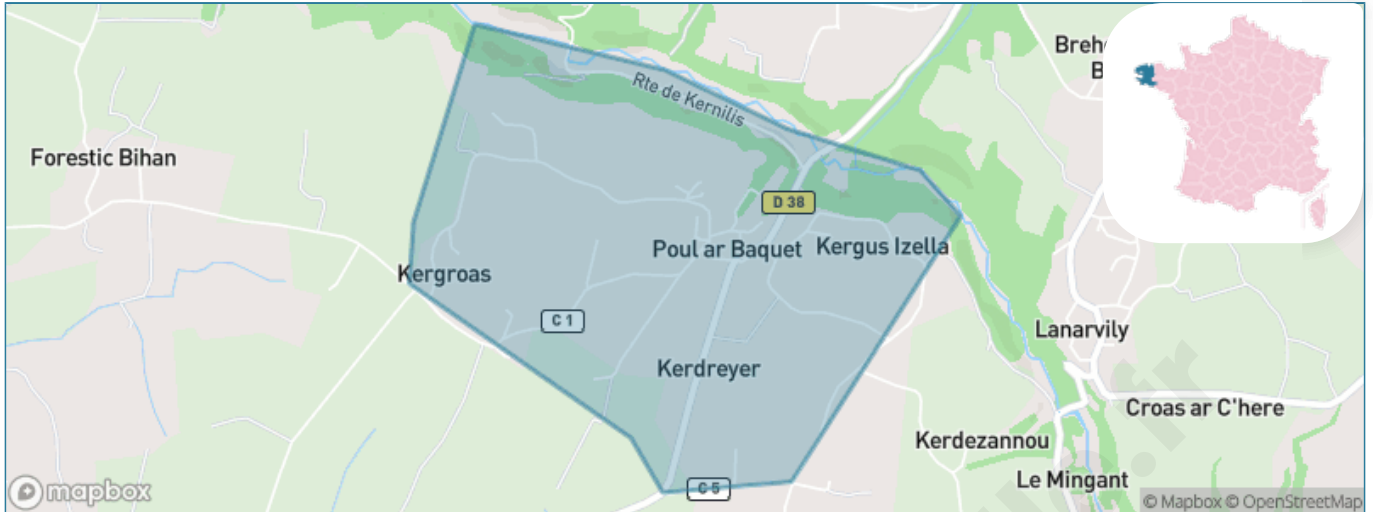 Breh
B
Rte de Kernilis
Forestic Bihan
D 38
Poul ar Baquet
Kergus Izella
Kergroas
C 1
Lanarvily
Kerdreyer
Croas ar C'here
Kerdezannou
Le Mingant
C 5
mapbox
© Mapbox © OpenStreetMap